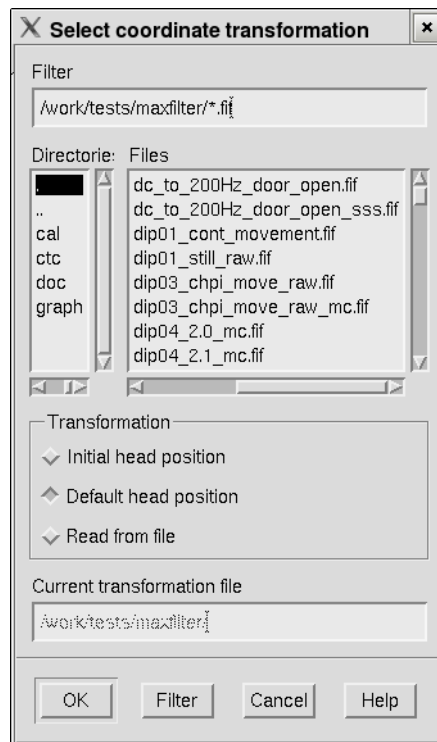 Select coordinate transformation
Filter
/work/tests/maxfilter/*.fif
Directorie: Files
.
..
cal
ctc
doc
graph
dc_to_200Hz_door_open.fif
dc_to_200Hz_door_open_sss.fif
dip01_cont_movement.fif
dip01_still_raw.fif
dip03_chpi_move_raw.fif
dip03_chpi_move_raw_mc.fif
dip04_2.0_mc.fif
dip04_2.1_mc.fif
Transformation
Initial head position
Default head position
Read from file
Current transformation file
/work/tests/maxfilter/
OK Filter Cancel Help